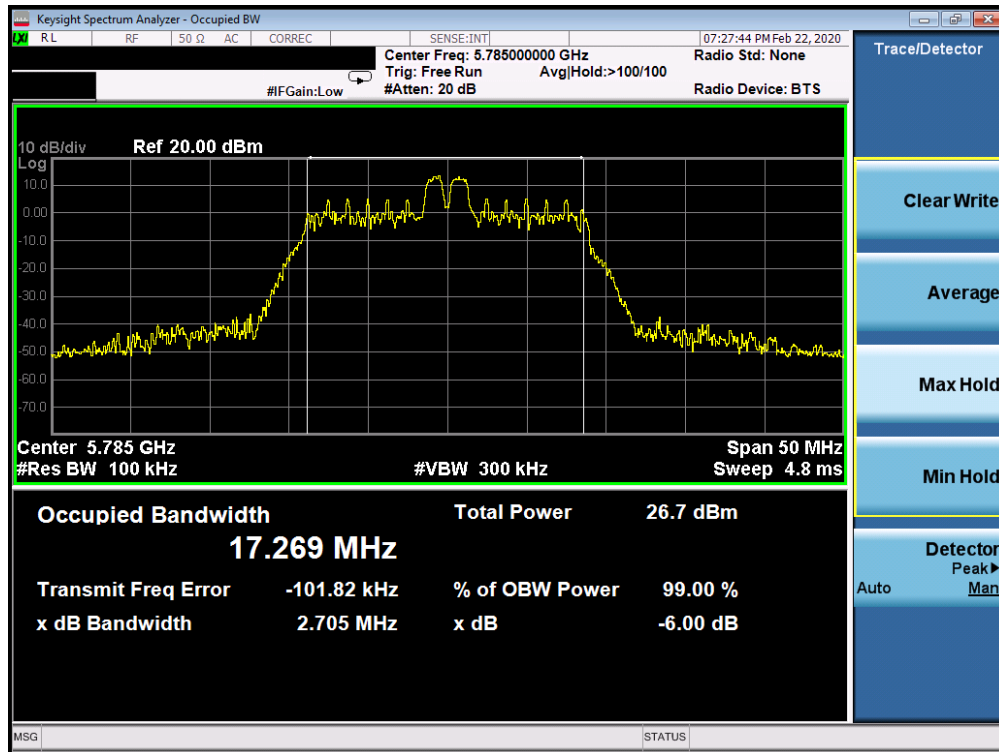 Keysight Spectrum Analyzer - Occupied BW
LXI RL RF 50 Ω AC CORREC SENSE:INT 07:27:44 PM Feb 22, 2020
Center Freq: 5.785000000 GHz Radio Std: None
Trig: Free Run Avg|Hold:>100/100
#IFGain:Low #Atten: 20 dB Radio Device: BTS
10 dB/div Ref 20.00 dBm
Log
10.0
0.00
-10.0
-20.0
-30.0
-40.0
-50.0
-60.0
-70.0
Center 5.785 GHz Span 50 MHz
#Res BW 100 kHz #VBW 300 kHz Sweep 4.8 ms
Occupied Bandwidth Total Power 26.7 dBm
17.269 MHz
Transmit Freq Error -101.82 kHz % of OBW Power 99.00 %
x dB Bandwidth 2.705 MHz x dB -6.00 dB
MSG STATUS
Trace/Detector
Clear Write
Average
Max Hold
Min Hold
Detector
Peak▶
Auto Man